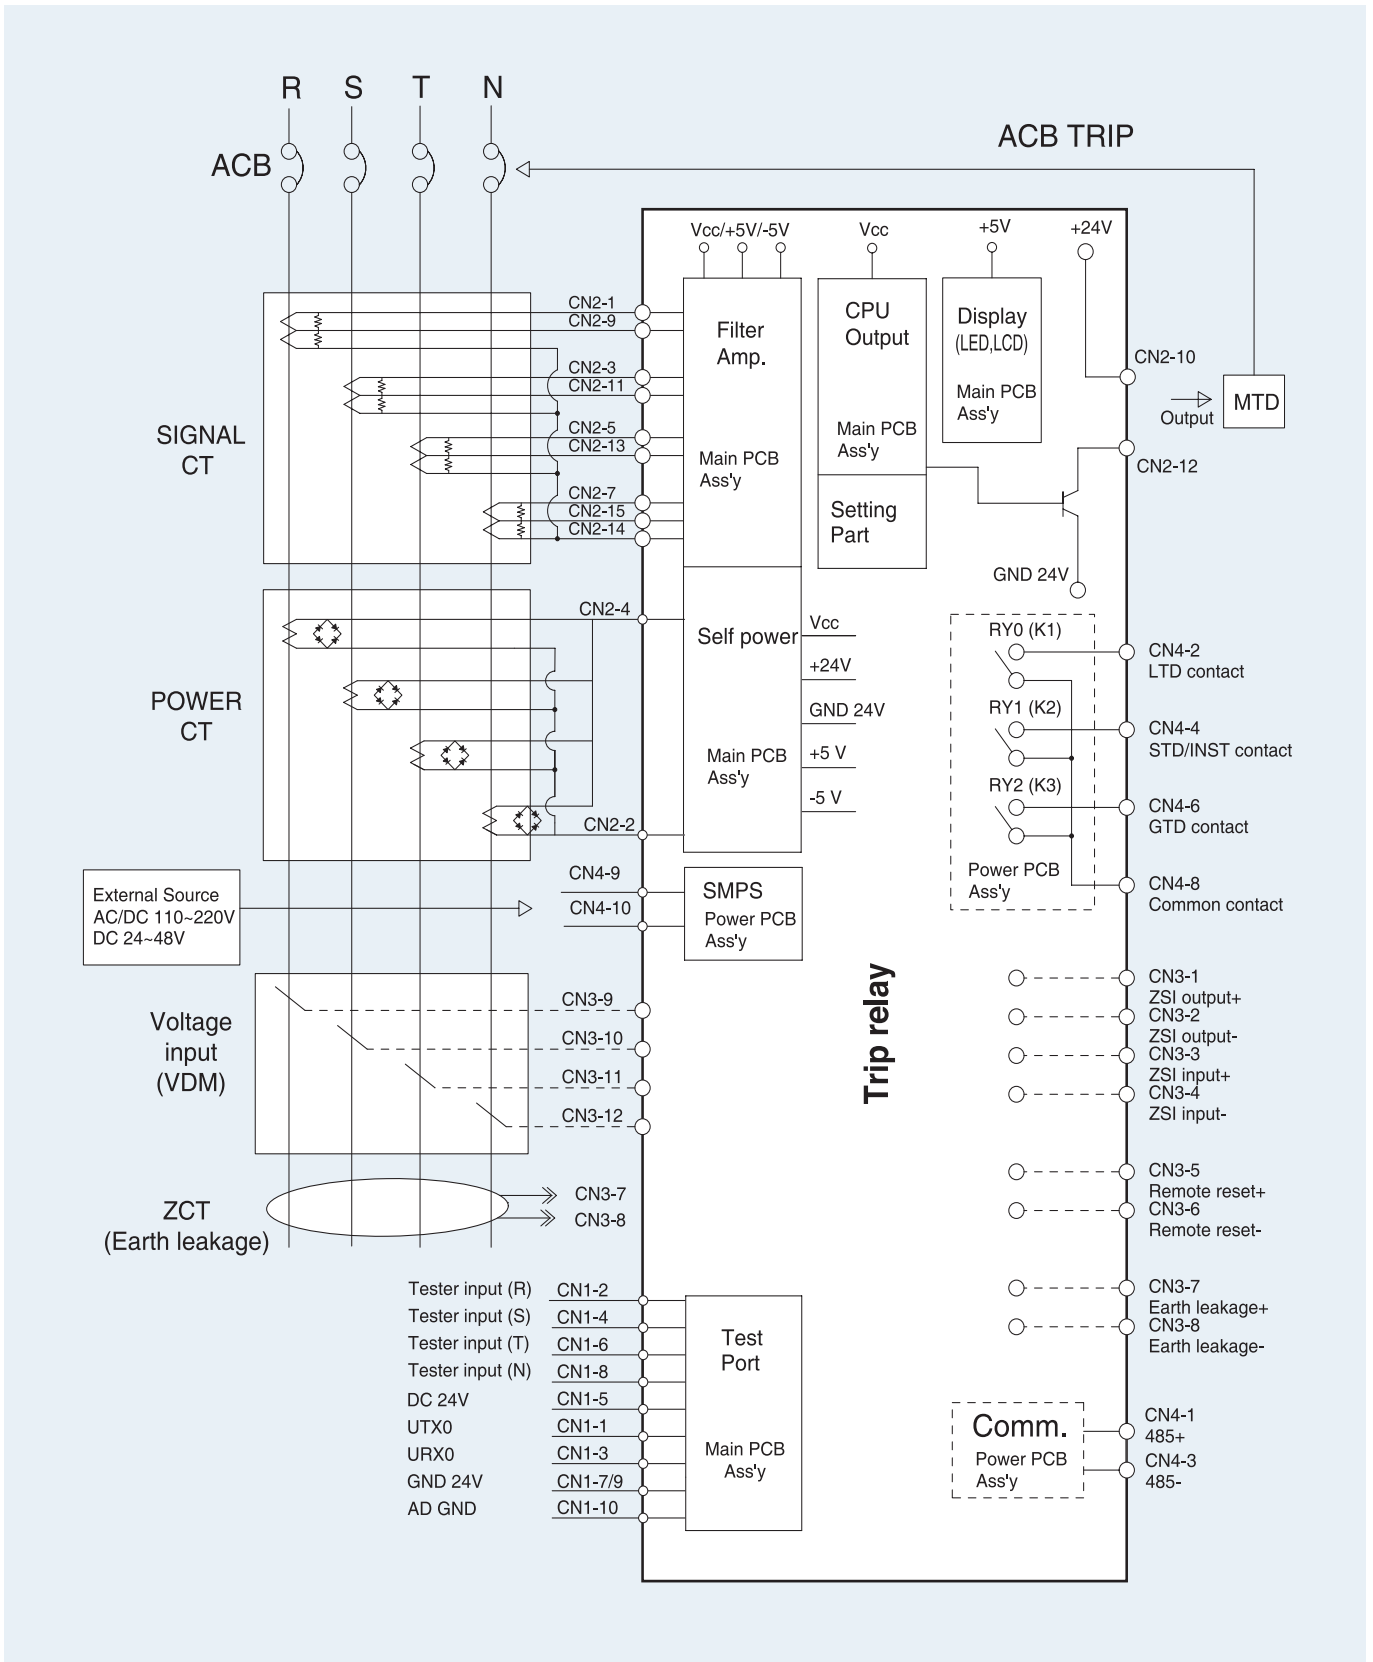 R S T N
ACB TRIP
ACB
Vcc/+5V/-5V
Vcc
+5V
+24V
SIGNAL
CT
CN2-1
CN2-9
CN2-3
CN2-11
CN2-5
CN2-13
CN2-7
CN2-15
CN2-14
Filter
Amp.
Main PCB
Ass'y
CPU
Output
Main PCB
Ass'y
Setting
Part
Display
(LED,LCD)
Main PCB
Ass'y
CN2-10
Output
MTD
CN2-12
GND 24V
POWER
CT
CN2-4
CN2-2
Self power
Main PCB
Ass'y
Vcc
+24V
GND 24V
+5 V
-5 V
RY0 (K1)
RY1 (K2)
RY2 (K3)
Power PCB
Ass'y
CN4-2
LTD contact
CN4-4
STD/INST contact
CN4-6
GTD contact
CN4-8
Common contact
External Source
AC/DC 110~220V
DC 24~48V
CN4-9
CN4-10
SMPS
Power PCB
Ass'y
Trip relay
Voltage
input
(VDM)
CN3-9
CN3-10
CN3-11
CN3-12
CN3-1
ZSI output+
CN3-2
ZSI output-
CN3-3
ZSI input+
CN3-4
ZSI input-
ZCT
(Earth leakage)
CN3-7
CN3-8
CN3-5
Remote reset+
CN3-6
Remote reset-
CN3-7
Earth leakage+
CN3-8
Earth leakage-
Tester input (R) CN1-2
Tester input (S) CN1-4
Tester input (T) CN1-6
Tester input (N) CN1-8
DC 24V CN1-5
UTX0 CN1-1
URX0 CN1-3
GND 24V CN1-7/9
AD GND CN1-10
Test
Port
Main PCB
Ass'y
Comm.
Power PCB
Ass'y
CN4-1
485+
CN4-3
485-